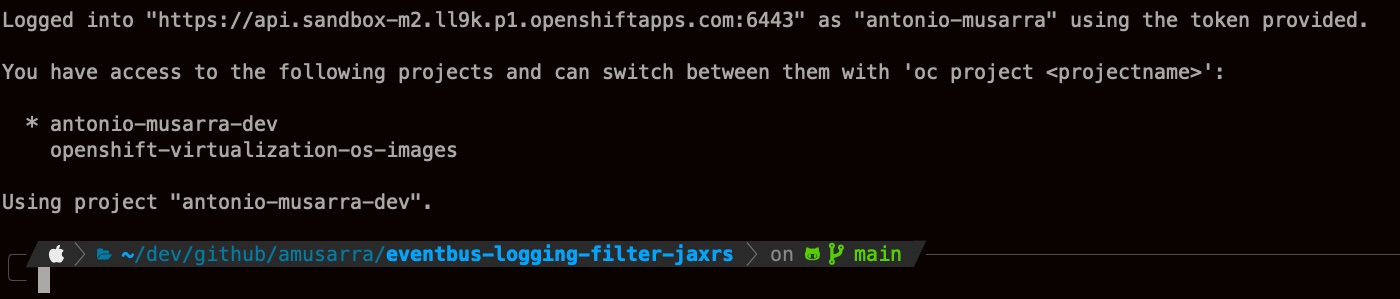 Logged into "https://api.sandbox-m2.ll9k.p1.openshiftapps.com:6443" as "antonio-musarra" using the token provided.
You have access to the following projects and can switch between them with 'oc project <projectname>':
* antonio-musarra-dev
openshift-virtualization-os-images
Using project "antonio-musarra-dev".
~/dev/github/amusarra/eventbus-logging-filter-jaxrs on main